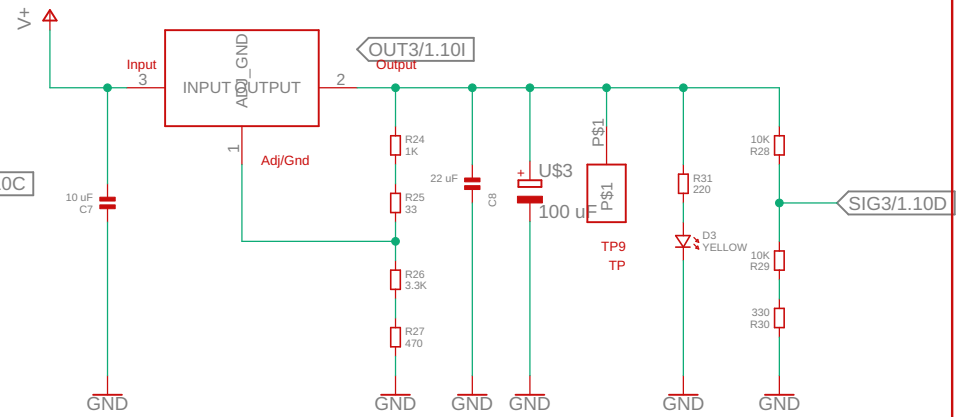 V+
OUT3/1.10I
Input
Output
3
2
INPUT OUTPUT
ADJ_GND
1
Adj/Gnd
0C
10 uF
C7
R24
1K
R25
33
R26
3.3K
R27
470
22 uF
C8
+
U$3
100 uF
P$1
P$1
TP9
TP
R31
220
D3
YELLOW
10K
R28
SIG3/1.10D
10K
R29
330
R30
GND
GND
GND
GND
GND
GND